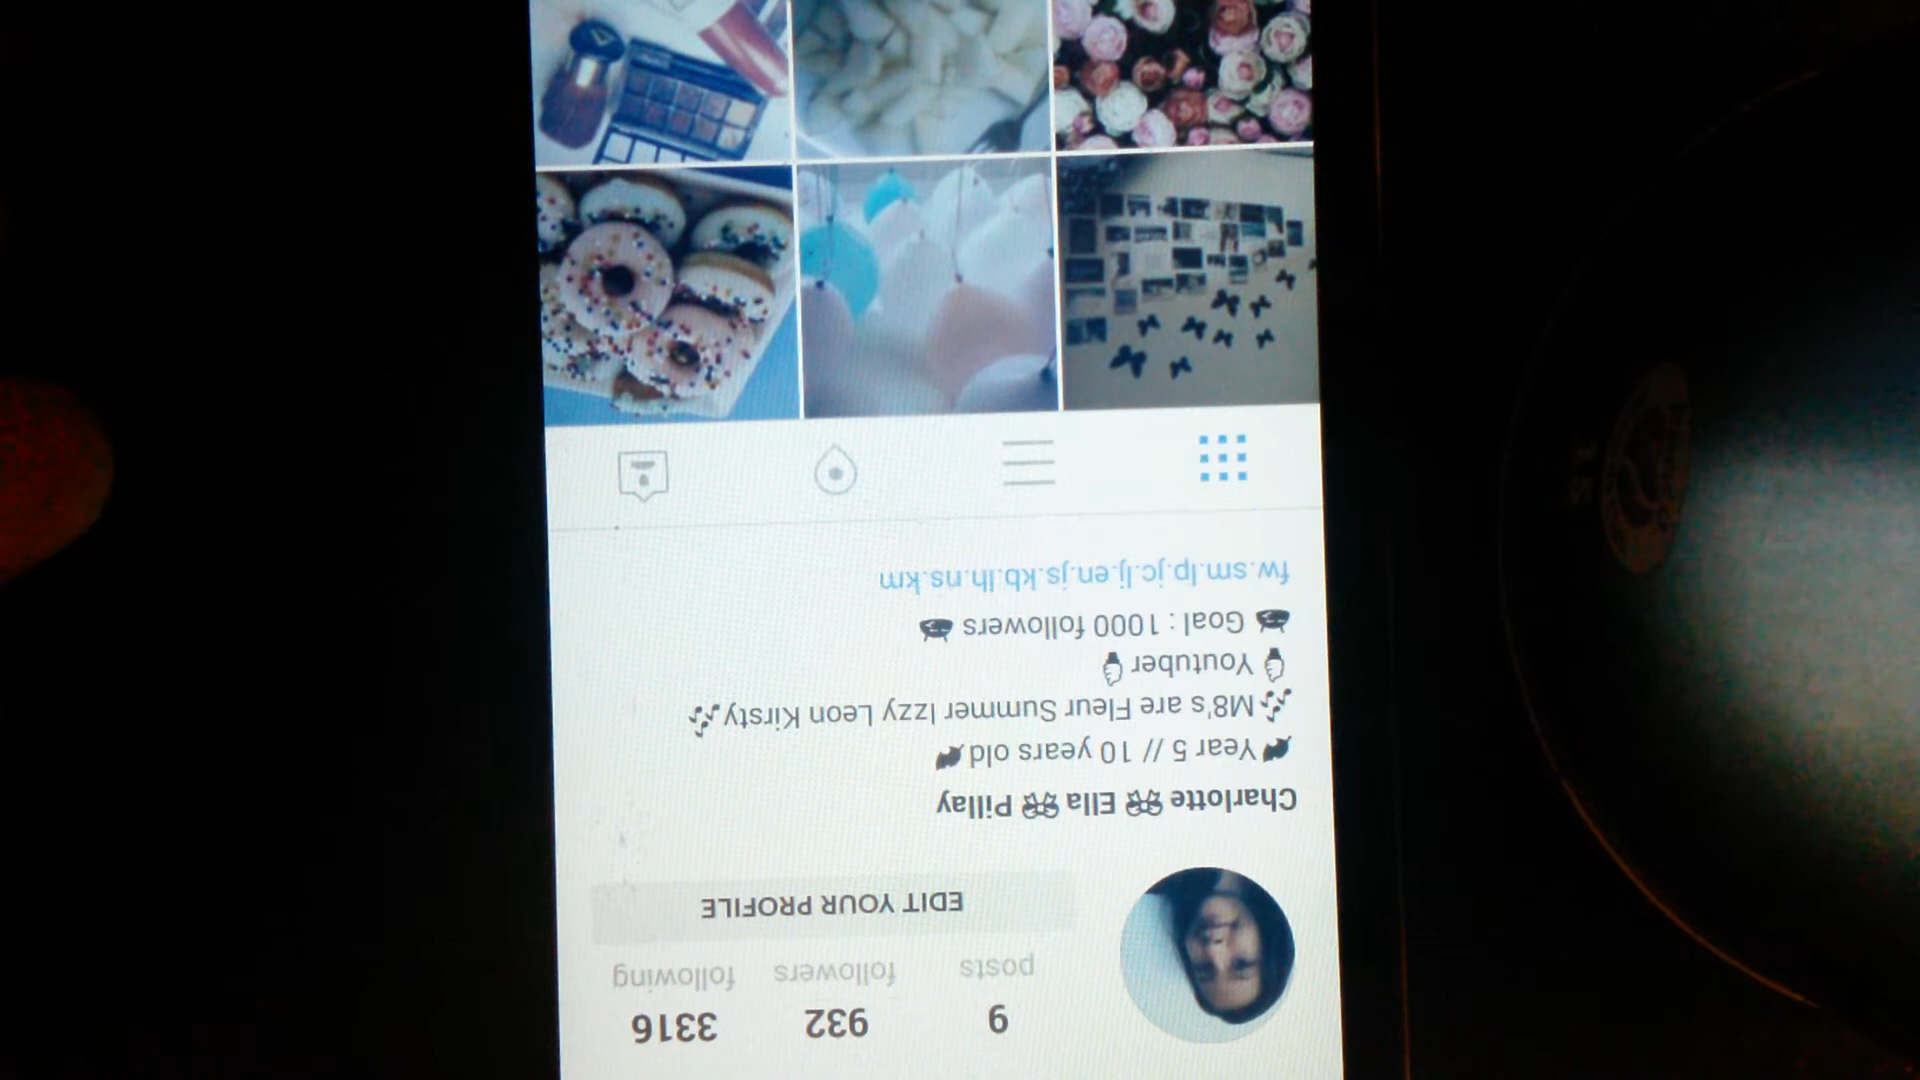 9 932 3316
posts followers following
EDIT YOUR PROFILE
Charlotte Ella Pillay
Year 5 // 10 years old
M8's are Fleur Summer Izzy Leon Kirsty
Youtuber
Goal : 1000 followers
fw.sm.lp.jc.lj.en.js.kb.lh.ns.km